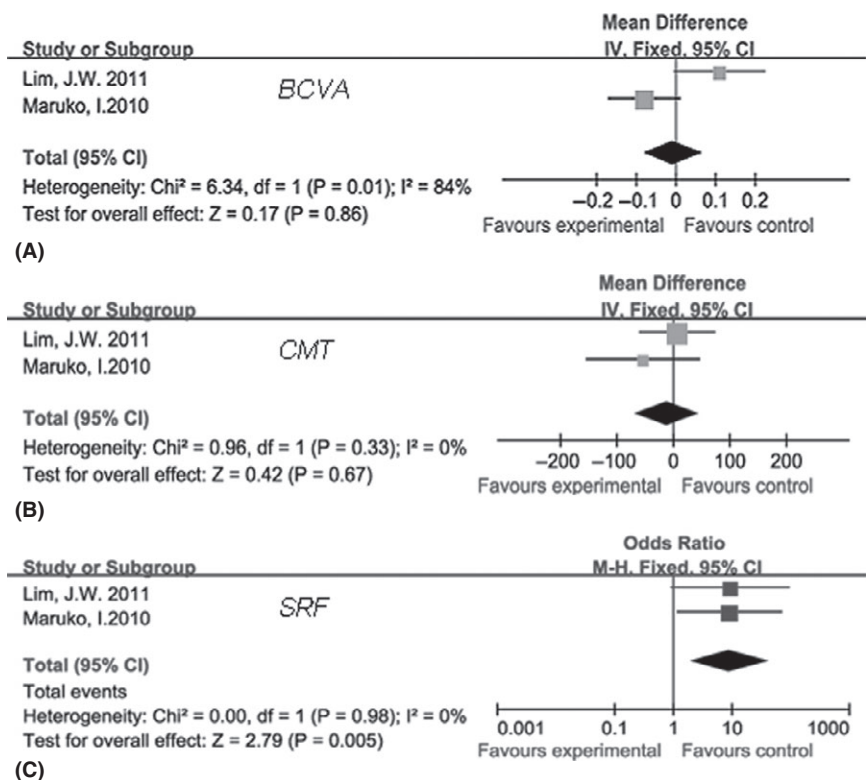 Mean Difference
Study or Subgroup IV, Fixed, 95% CI
Lim, J.W. 2011
BCVA
Maruko, I.2010
Total (95% CI)
Heterogeneity: Chi² = 6.34, df = 1 (P = 0.01); I² = 84%
Test for overall effect: Z = 0.17 (P = 0.86)
−0.2 −0.1 0 0.1 0.2
Favours experimental Favours control
(A)
Mean Difference
Study or Subgroup IV, Fixed, 95% CI
Lim, J.W. 2011
CMT
Maruko, I.2010
Total (95% CI)
Heterogeneity: Chi² = 0.96, df = 1 (P = 0.33); I² = 0%
Test for overall effect: Z = 0.42 (P = 0.67)
−200 −100 0 100 200
Favours experimental Favours control
(B)
Odds Ratio
Study or Subgroup M-H, Fixed, 95% CI
Lim, J.W. 2011
SRF
Maruko, I.2010
Total (95% CI)
Total events
Heterogeneity: Chi² = 0.00, df = 1 (P = 0.98); I² = 0%
Test for overall effect: Z = 2.79 (P = 0.005)
0.001 0.1 1 10 1000
Favours experimental Favours control
(C)